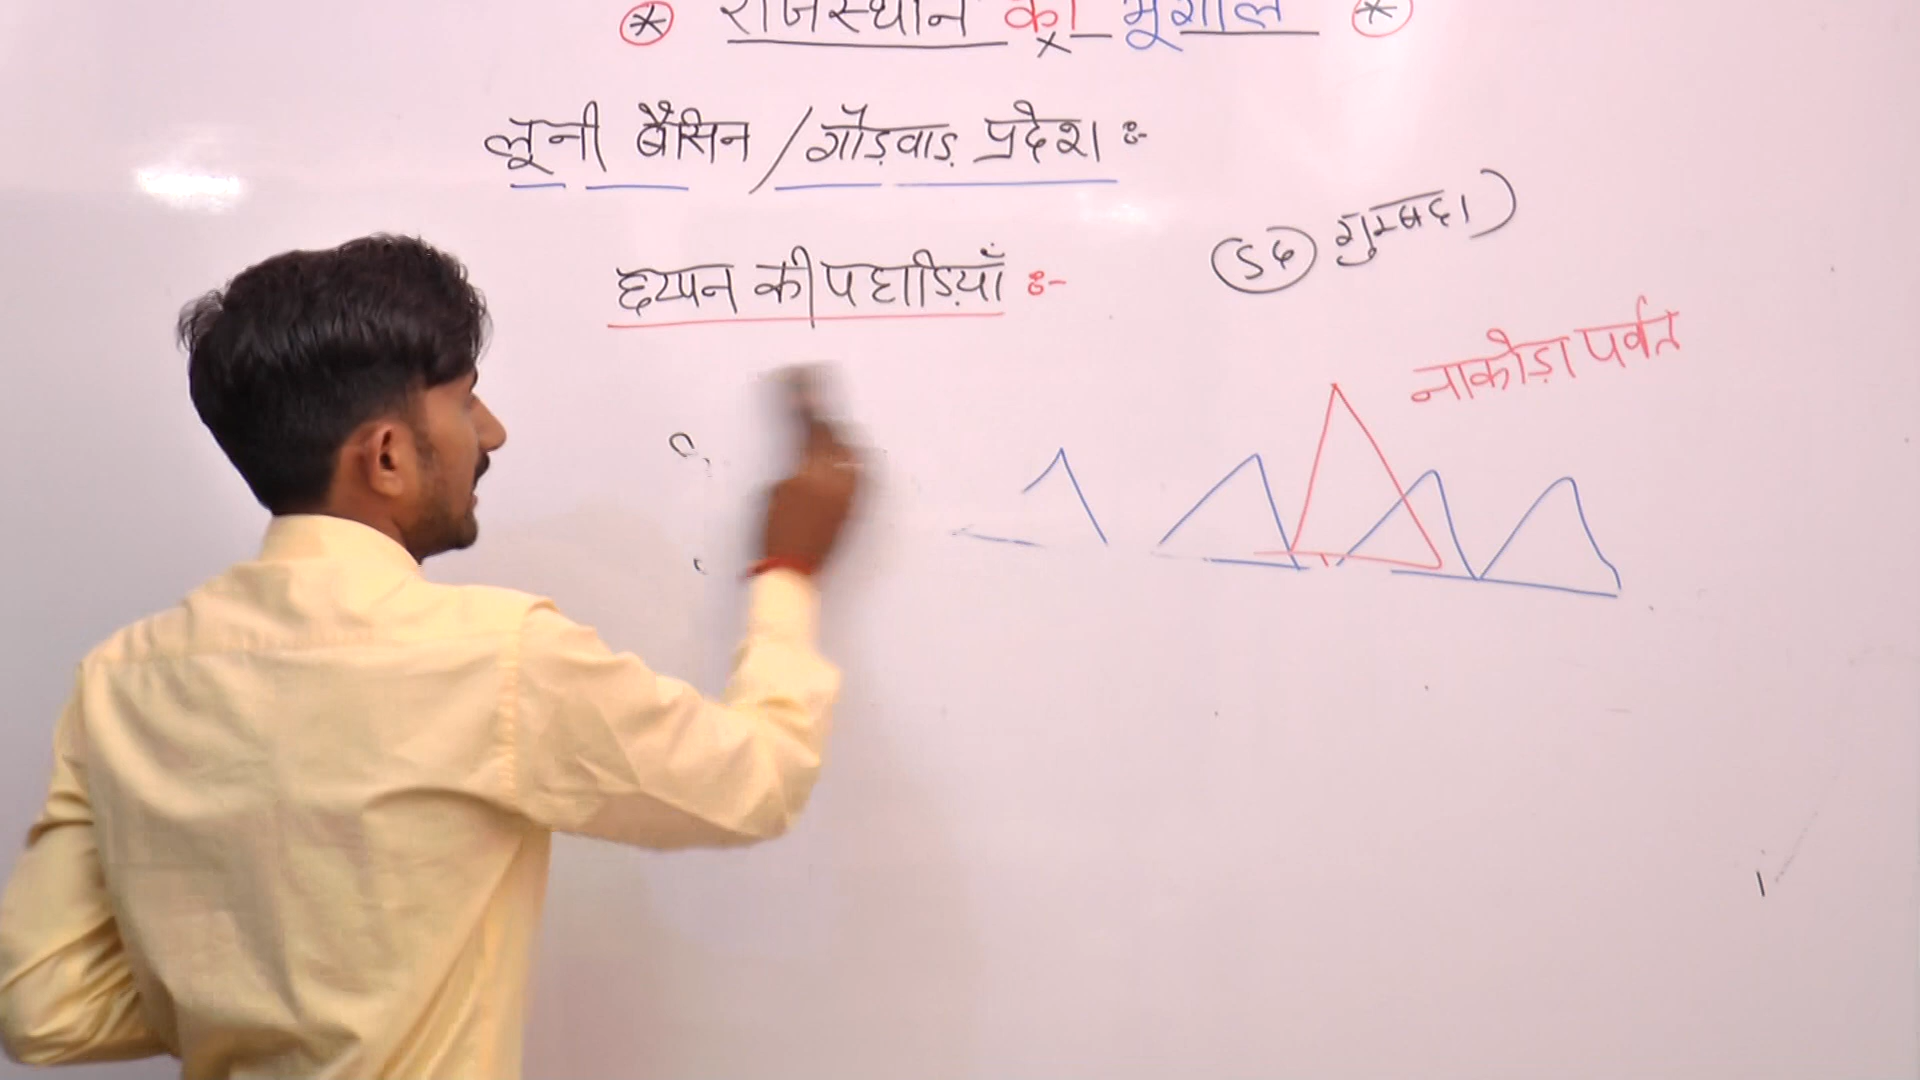 * राजस्थान का भूगोल *
लूनी बैसिन / गौड़वाड़ प्रदेश :-
छप्पन की पहाड़ियाँ :-
56 गुम्बद।)
नाकोड़ा पर्वत